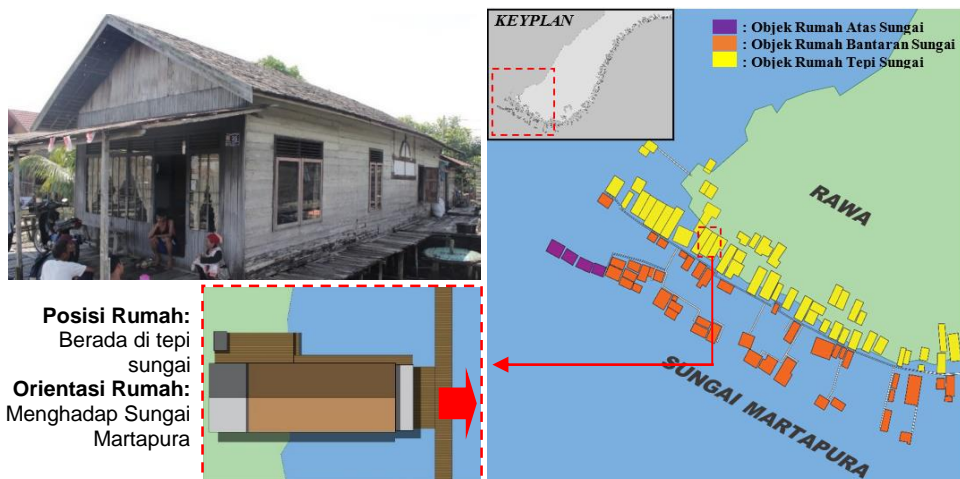 KEYPLAN
: Objek Rumah Atas Sungai
: Objek Rumah Bantaran Sungai
: Objek Rumah Tepi Sungai
RAWA
SUNGAI MARTAPURA
Posisi Rumah:
Berada di tepi
sungai
Orientasi Rumah:
Menghadap Sungai
Martapura